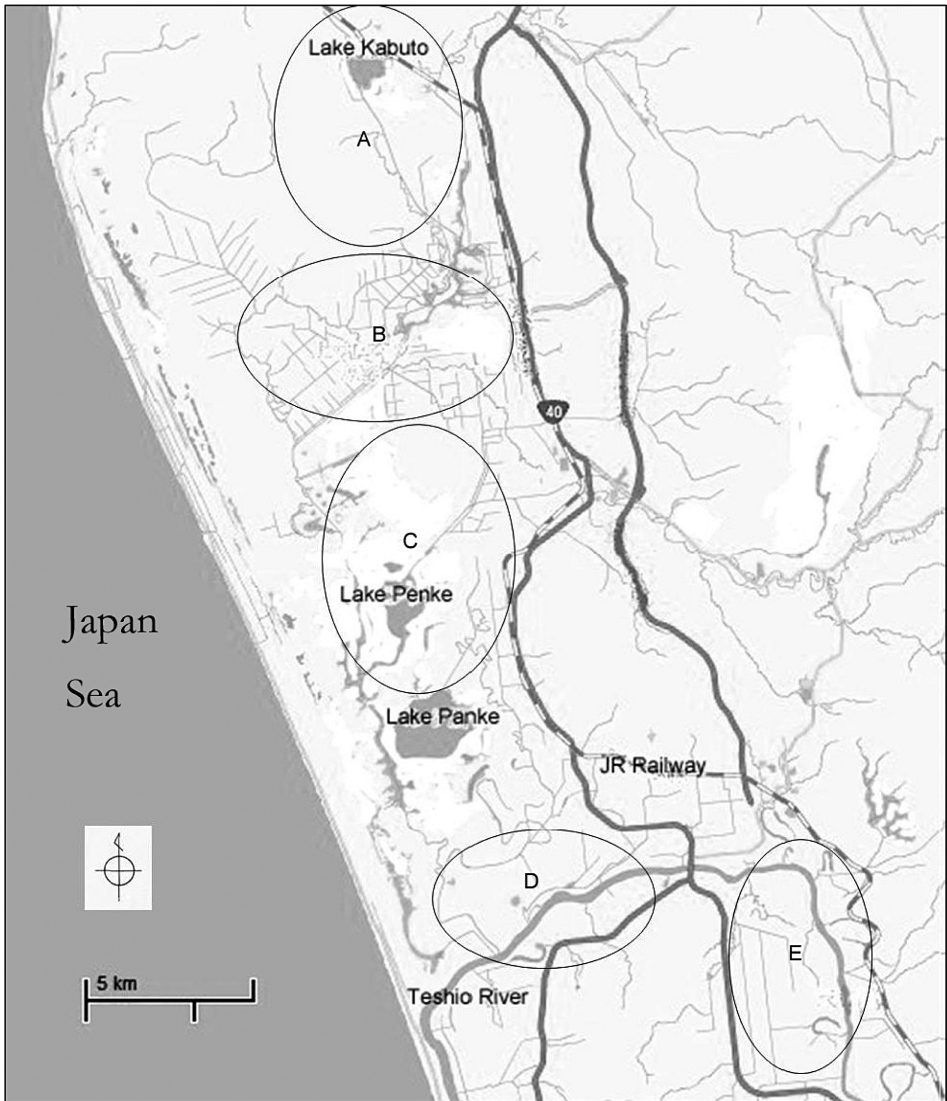 Lake Kabuto
A
B
40
C
Lake Penke
Japan
Sea
Lake Panke
JR Railway
D
E
5 km
Teshio River